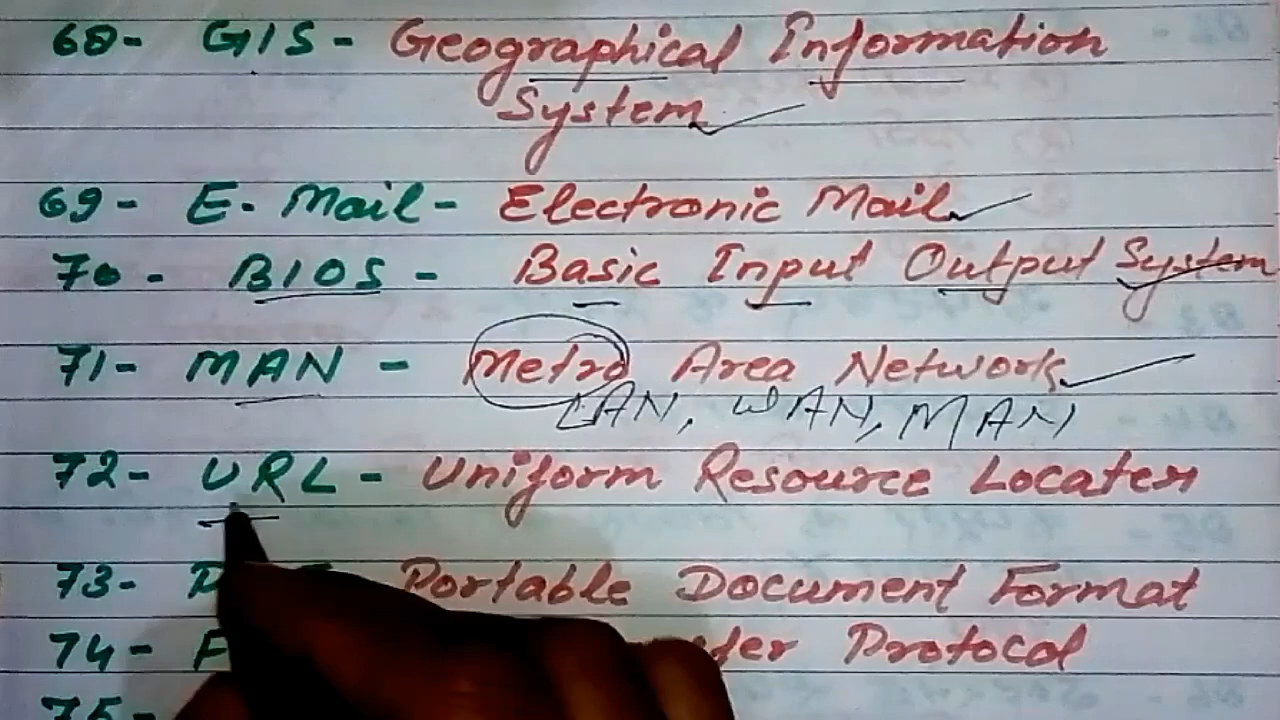 68- GIS - Geographical Information
System
69- E. Mail- Electronic Mail
70- BIOS - Basic Input Output System
71- MAN - Metro Area Network
LAN, WAN, MAN
72- URL - Uniform Resource Locater
73- Portable Document Format
74- Protocol
75-